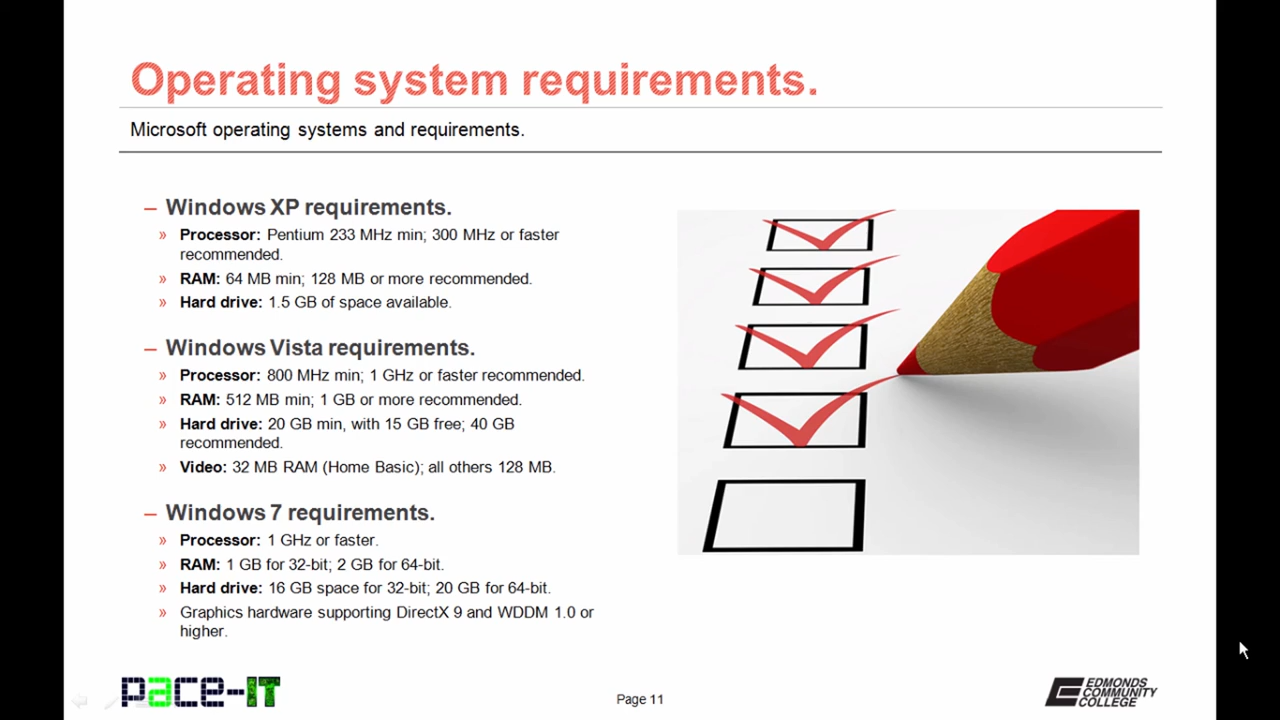 Operating system requirements.
Microsoft operating systems and requirements.
– Windows XP requirements.
» Processor: Pentium 233 MHz min; 300 MHz or faster
recommended.
» RAM: 64 MB min; 128 MB or more recommended.
» Hard drive: 1.5 GB of space available.
– Windows Vista requirements.
» Processor: 800 MHz min; 1 GHz or faster recommended.
» RAM: 512 MB min; 1 GB or more recommended.
» Hard drive: 20 GB min, with 15 GB free; 40 GB
recommended.
» Video: 32 MB RAM (Home Basic); all others 128 MB.
– Windows 7 requirements.
» Processor: 1 GHz or faster.
» RAM: 1 GB for 32-bit; 2 GB for 64-bit.
» Hard drive: 16 GB space for 32-bit; 20 GB for 64-bit.
» Graphics hardware supporting DirectX 9 and WDDM 1.0 or
higher.
pace-IT
Page 11
EDMONDS
COMMUNITY
COLLEGE